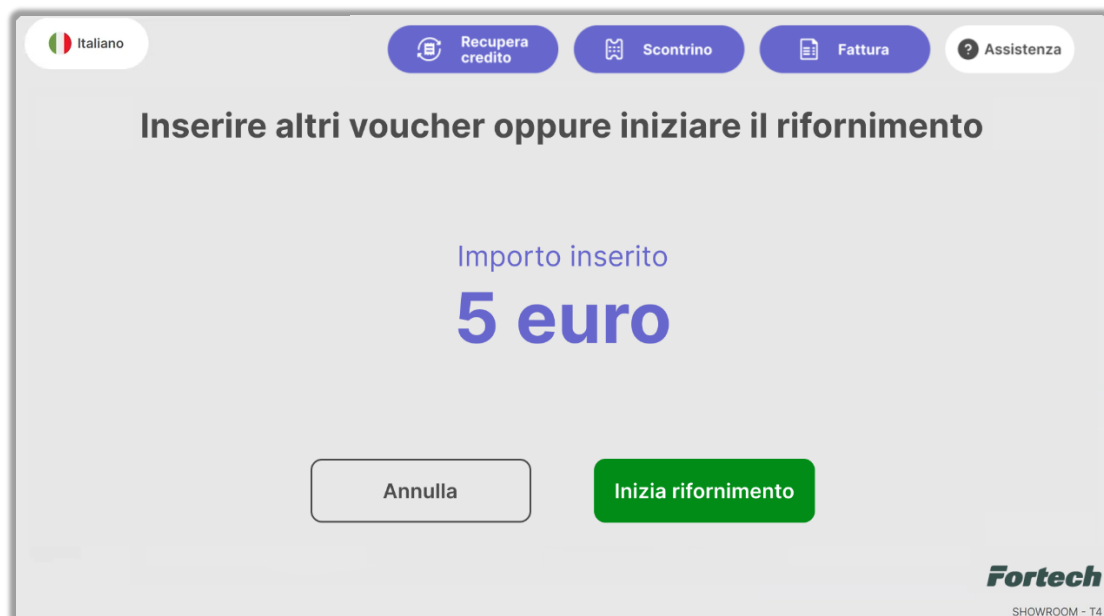 Italiano
Recupera
credito
Scontrino
Fattura
? Assistenza
Inserire altri voucher oppure iniziare il rifornimento
Importo inserito
5 euro
Annulla
Inizia rifornimento
Fortech
SHOWROOM - T4